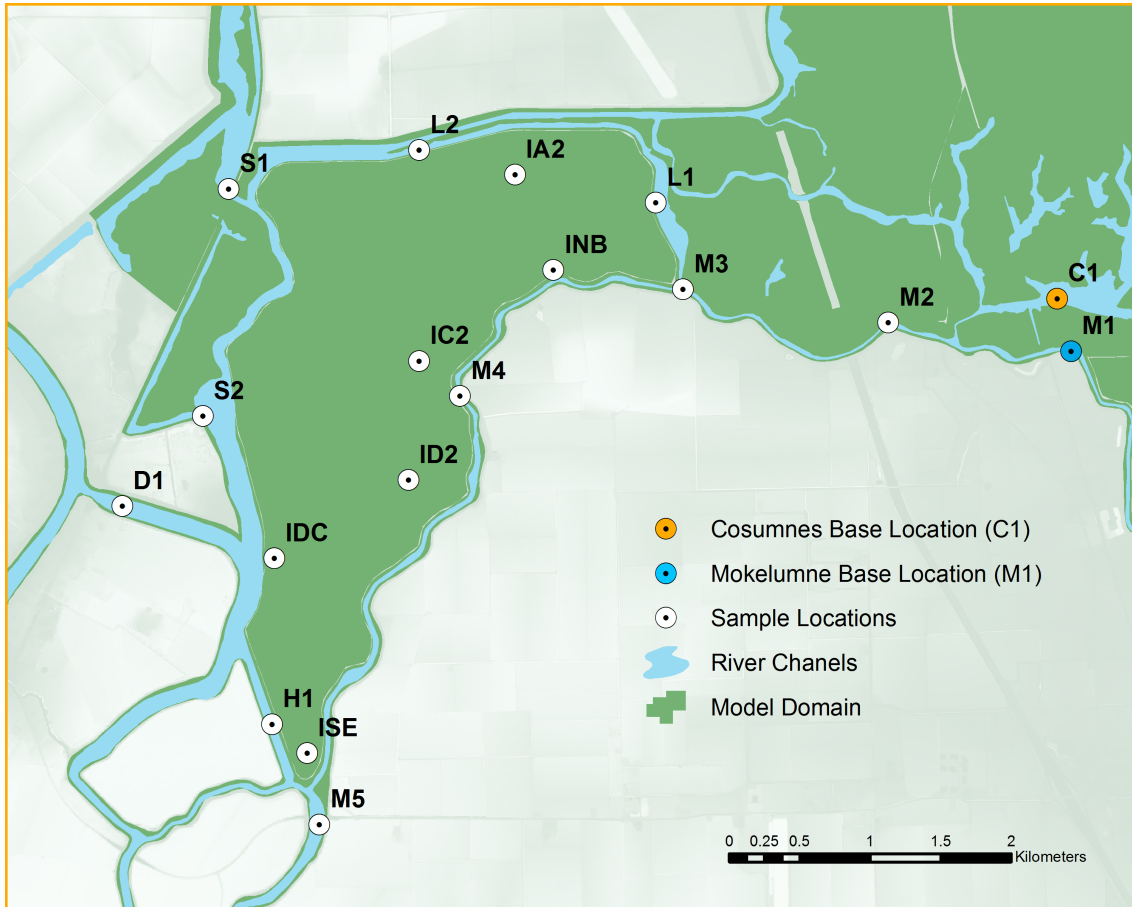 L2
IA2
S1
L1
INB
M3
C1
M2
M1
IC2
M4
S2
ID2
D1
IDC
Cosumnes Base Location (C1)
Mokelumne Base Location (M1)
Sample Locations
River Chanels
Model Domain
H1
ISE
M5
0 0.25 0.5 1 1.5 2
Kilometers